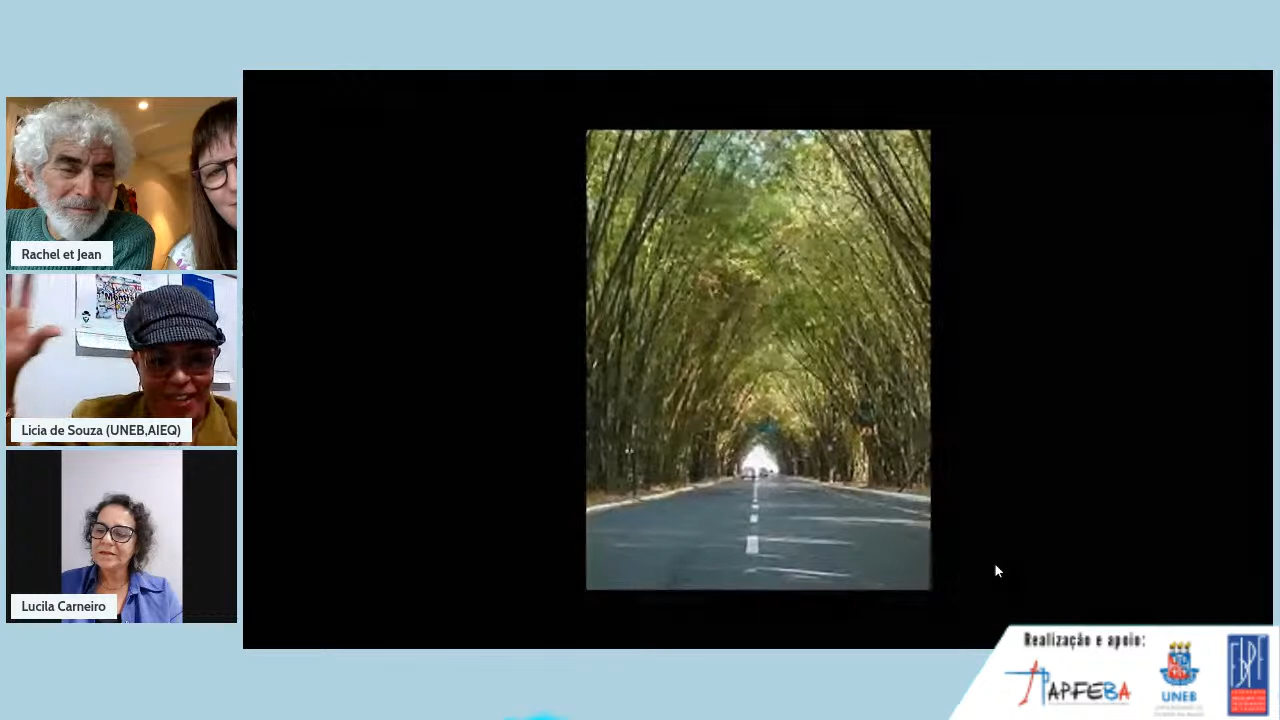 Rachel et Jean
Licia de Souza (UNEB,AIEQ)
Lucila Carneiro
Realização e apoio:
APFEBA
UNEB